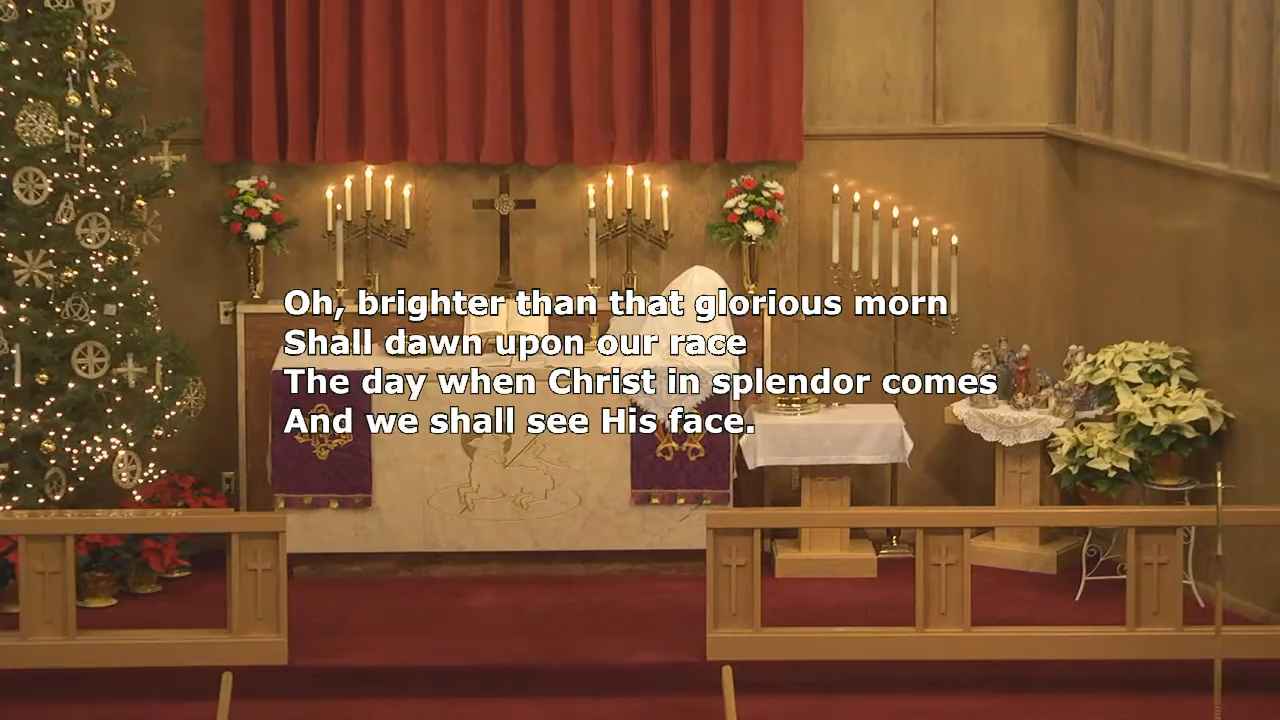 Oh, brighter than that glorious morn
Shall dawn upon our race
The day when Christ in splendor comes
And we shall see His face.